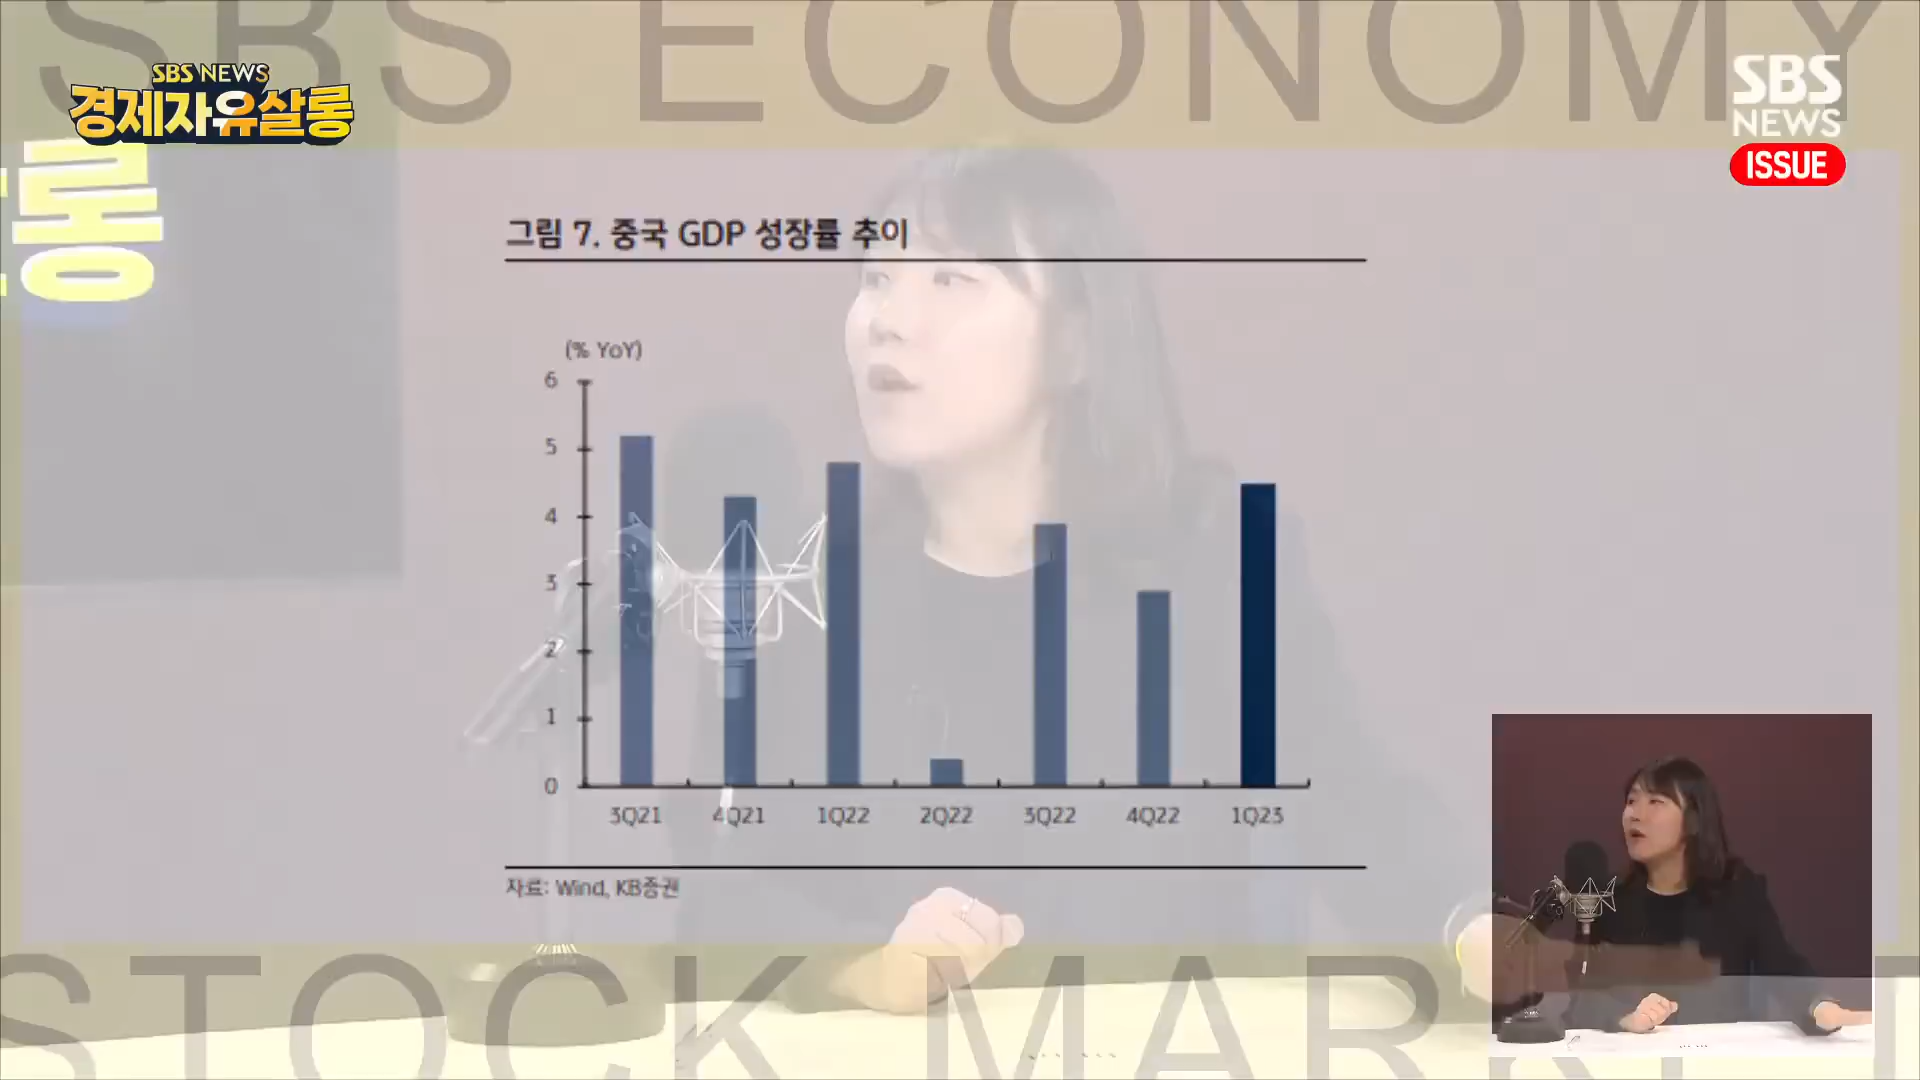 SBS ECONOMY
SBS NEWS
경제자유살롱
SBS
NEWS
ISSUE
롱
그림 7. 중국 GDP 성장률 추이
(% YoY)
6
5
4
3
2
1
0
3Q21 4Q21 1Q22 2Q22 3Q22 4Q22 1Q23
자료: Wind, KB증권
STOCK MARKET